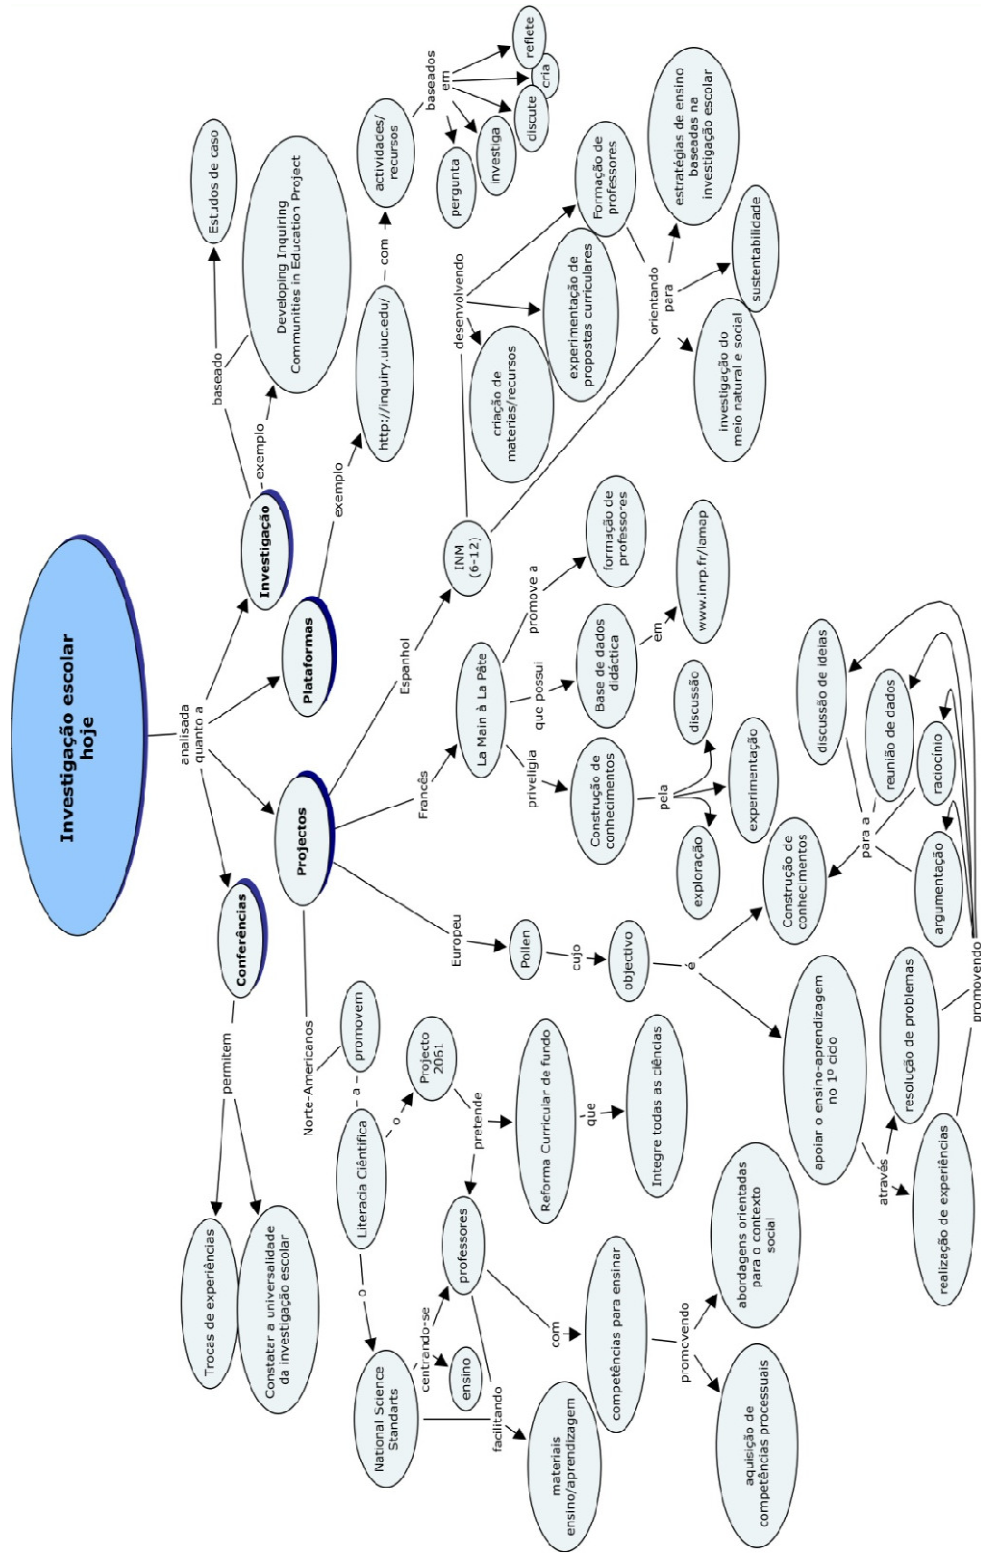 Investigação escolar
hoje
analisada
quanto a
Conferências
Projectos
Plataformas
Investigação
permitem
Trocas de experiências
Constatar a universalidade
da investigação escolar
baseado
Estudos de caso
exemplo
Developing Inquiring
Communities in Education Project
exemplo
http://inquiry.uiuc.edu/
com
actividades/
recursos
baseados
em
pergunta
investiga
discute
cria
reflete
Norte-Americanos
promovem
a
Literacia Ciêntifica
o
National Science
Standarts
centrando-se
ensino
professores
facilitando
materiais
ensino/aprendizagem
com
competências para ensinar
promovendo
aquisição de
competências processuais
abordagens orientadas
para o contexto
social
o
Projecto
2061
pretende
Reforma Curricular de fundo
que
Integre todas as ciências
Europeu
Pollen
cujo
objectivo
é
apoiar o ensino-aprendizagem
no 1º ciclo
através
realização de experiências
resolução de problemas
promovendo
argumentação
raciocínio
reunião de dados
discussão de ideias
para a
Construção de
conhecimentos
Francês
La Main à La Pâte
priveligia
Construção de
conhecimentos
pela
exploração
experimentação
discussão
que possui
Base de dados
didáctica
em
www.inrp.fr/lamap
promove a
formação de
professores
Espanhol
INM
(6-12)
desenvolvendo
criação de
materias/recursos
experimentação de
propostas curriculares
Formação de
professores
orientando
para
investigação do
meio natural e social
sustentabilidade
estratégias de ensino
baseadas na
investigação escolar